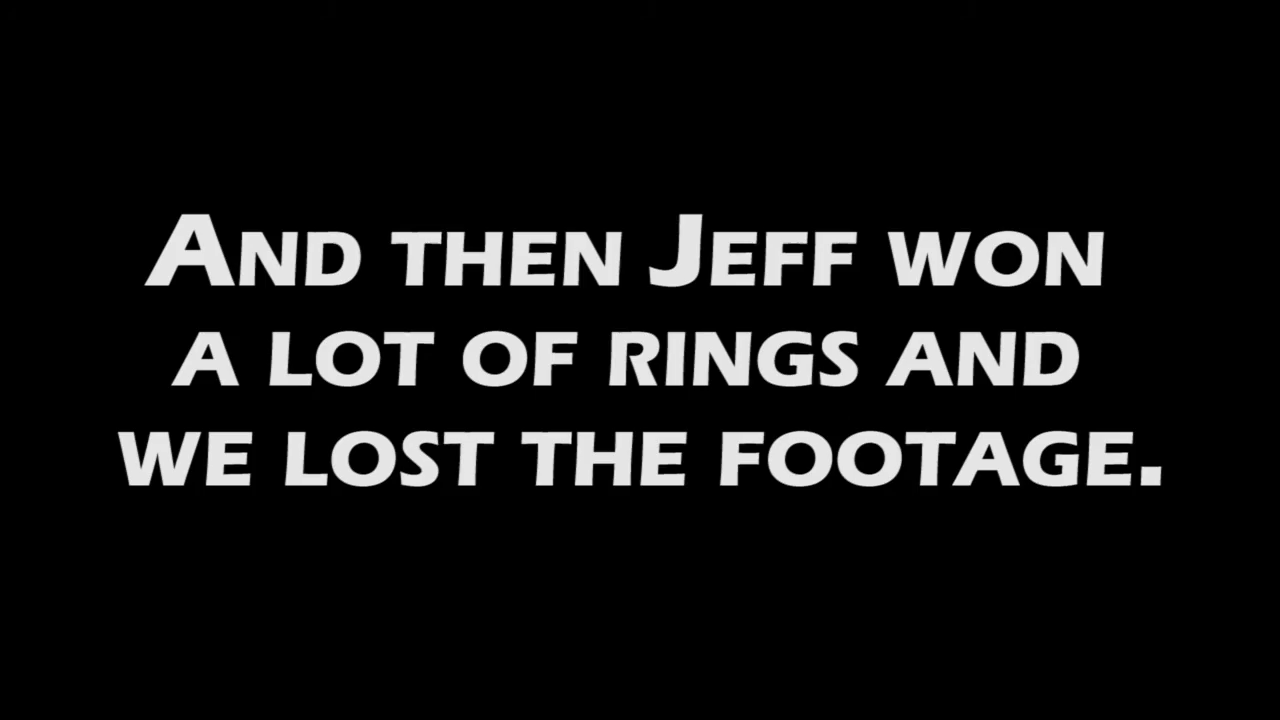 And then Jeff won
a lot of rings and
we lost the footage.